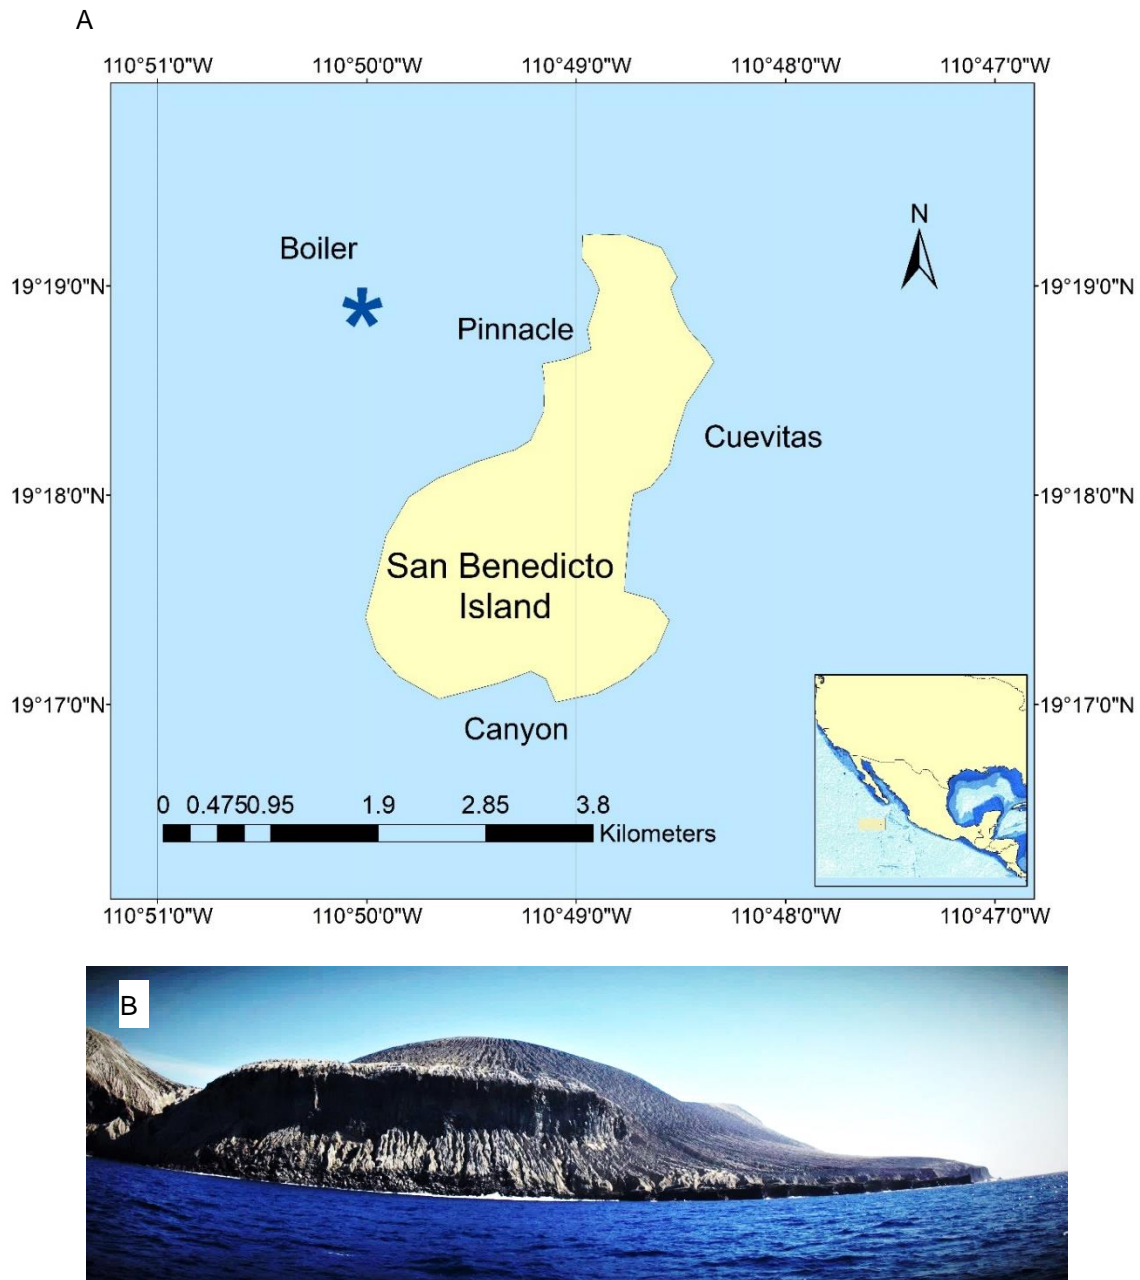 A
110°51'0"W 110°50'0"W 110°49'0"W 110°48'0"W 110°47'0"W
N
Boiler
19°19'0"N 19°19'0"N
*
Pinnacle
Cuevitas
19°18'0"N 19°18'0"N
San Benedicto
Island
19°17'0"N 19°17'0"N
Canyon
0 0.475 0.95 1.9 2.85 3.8
Kilometers
110°51'0"W 110°50'0"W 110°49'0"W 110°48'0"W 110°47'0"W
B